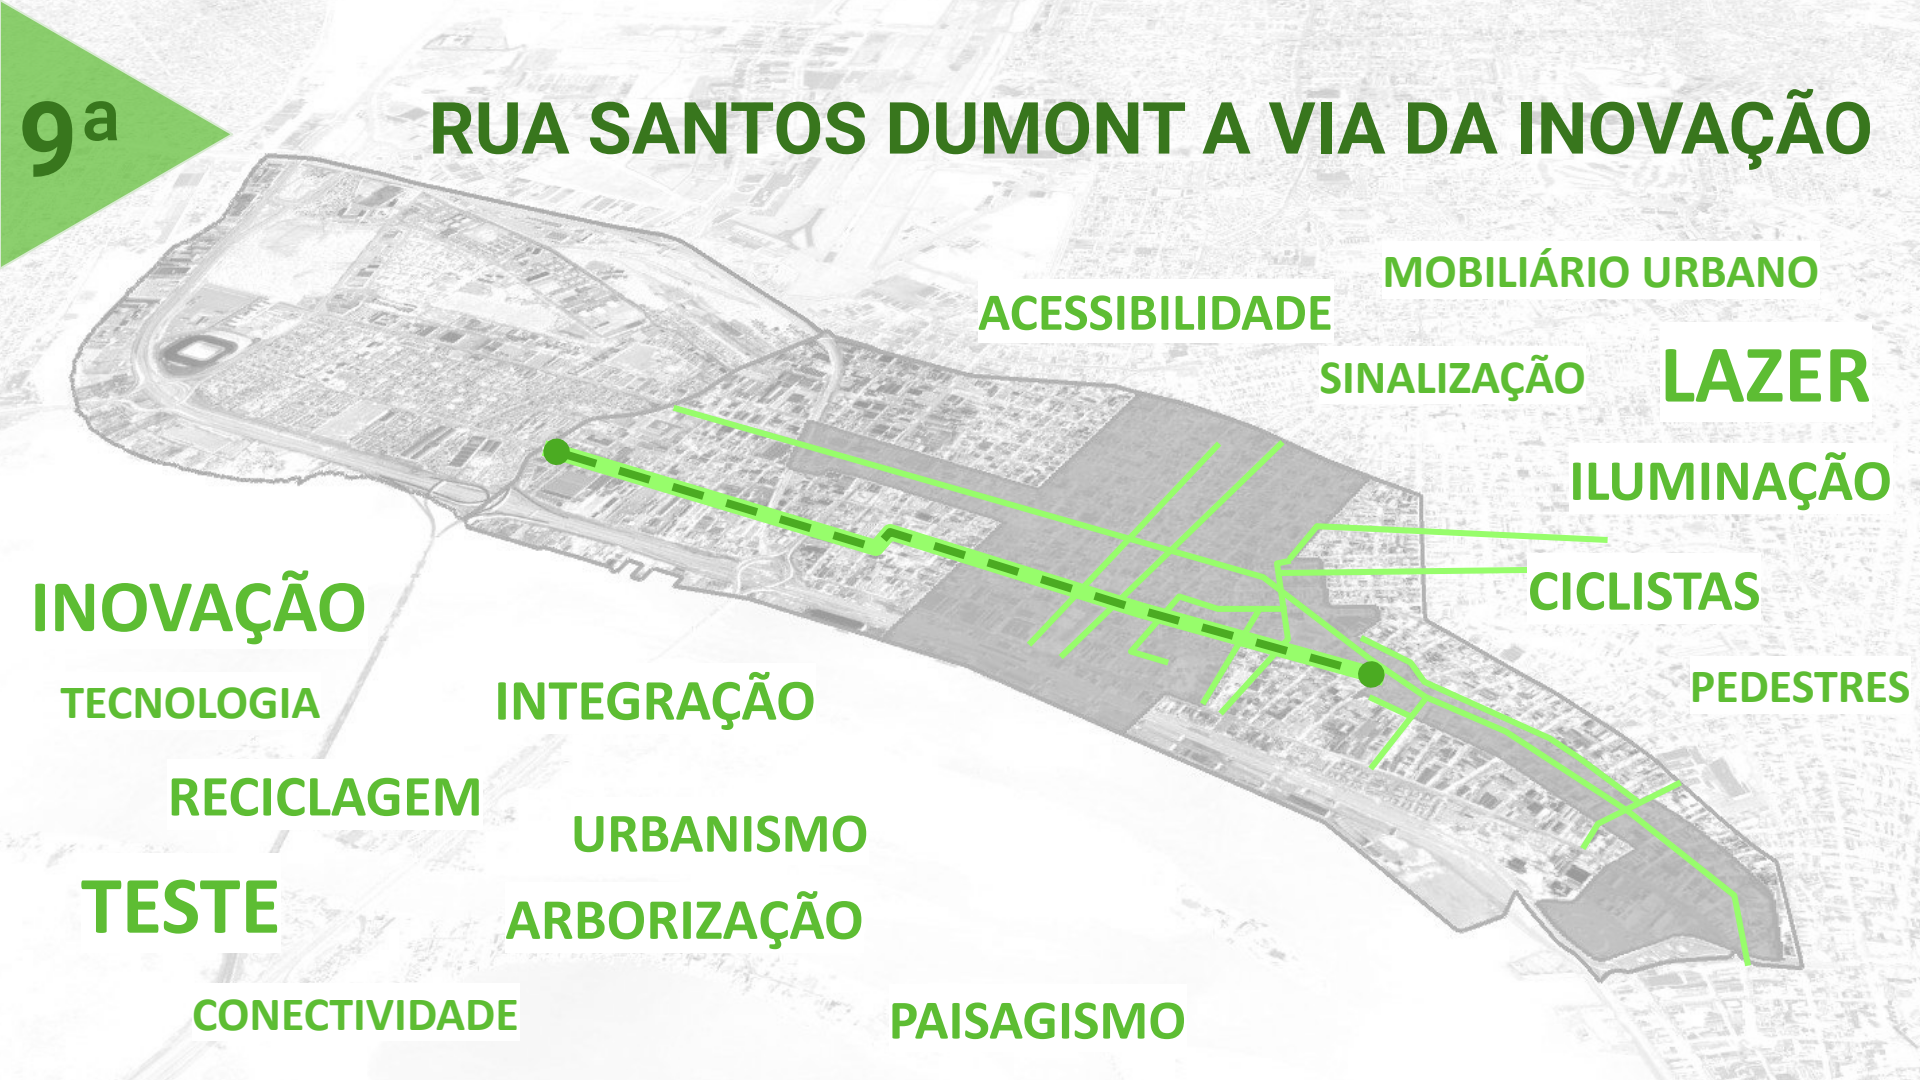 9ª
RUA SANTOS DUMONT A VIA DA INOVAÇÃO
MOBILIÁRIO URBANO
ACESSIBILIDADE
SINALIZAÇÃO
LAZER
ILUMINAÇÃO
CICLISTAS
INOVAÇÃO
PEDESTRES
TECNOLOGIA
INTEGRAÇÃO
RECICLAGEM
URBANISMO
TESTE
ARBORIZAÇÃO
CONECTIVIDADE
PAISAGISMO